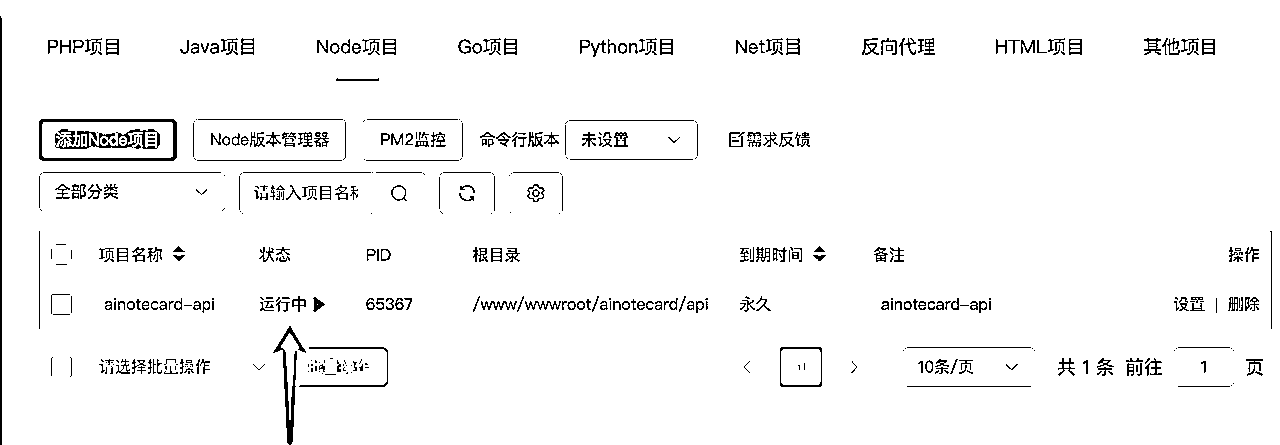 PHP项目 Java项目 Node项目 Go项目 Python项目 Net项目 反向代理 HTML项目 其他项目
添加Node项目 Node版本管理器 PM2监控 命令行版本 未设置 需求反馈
全部分类 请输入项目名称
项目名称 状态 PID 根目录 到期时间 备注 操作
ainotecard-api 运行中 65367 /www/wwwroot/ainotecard/api 永久 ainotecard-api 设置 | 删除
请选择批量操作 1 10条/页 共 1 条 前往 1 页